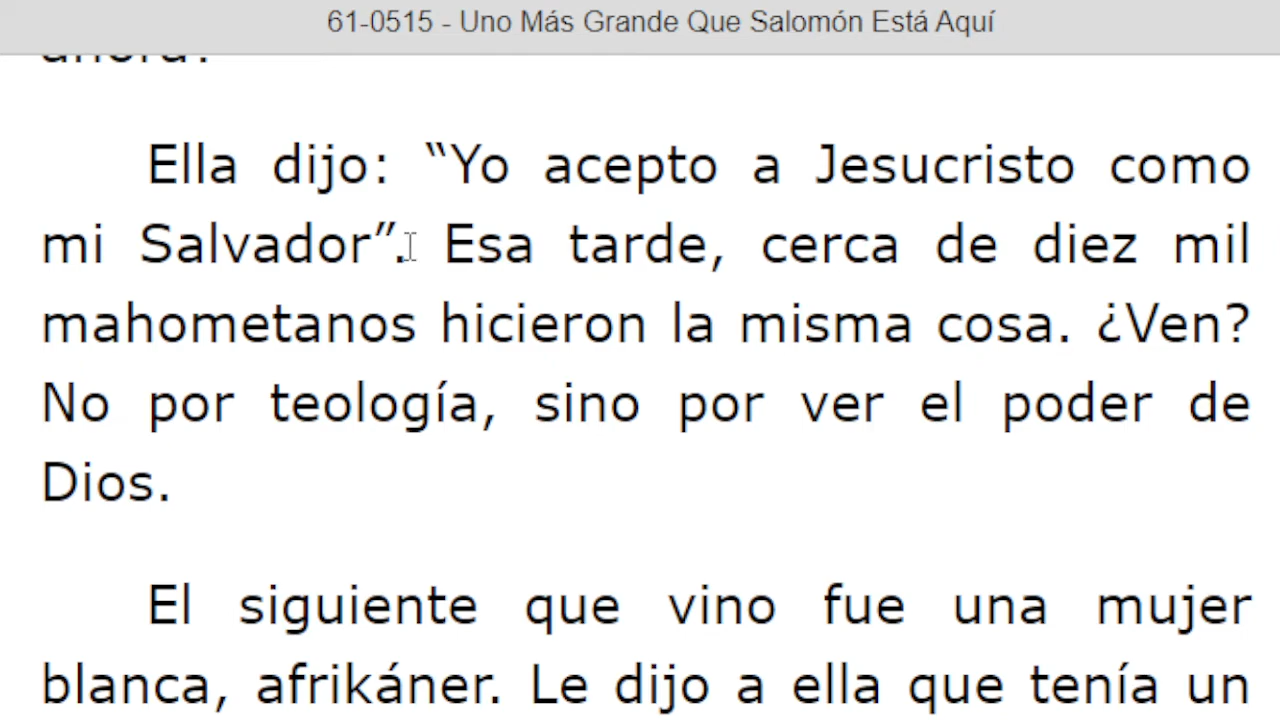 61-0515 - Uno Más Grande Que Salomón Está Aquí
ahora?
Ella dijo: “Yo acepto a Jesucristo como
mi Salvador”. Esa tarde, cerca de diez mil
mahometanos hicieron la misma cosa. ¿Ven?
No por teología, sino por ver el poder de
Dios.
El siguiente que vino fue una mujer
blanca, afrikáner. Le dijo a ella que tenía un